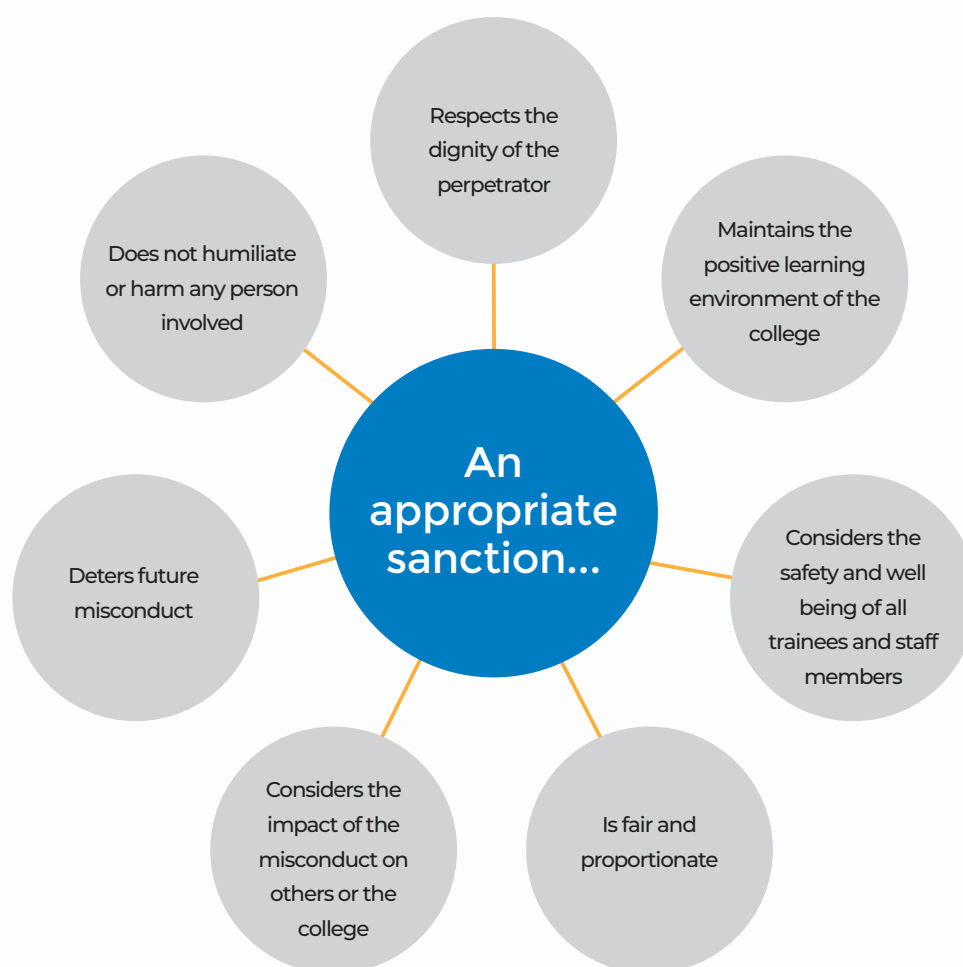 An
appropriate
sanction...
Respects the
dignity of the
perpetrator
Maintains the
positive learning
environment of the
college
Considers the
safety and well
being of all
trainees and staff
members
Is fair and
proportionate
Considers the
impact of the
misconduct on
others or the
college
Deters future
misconduct
Does not humiliate
or harm any person
involved